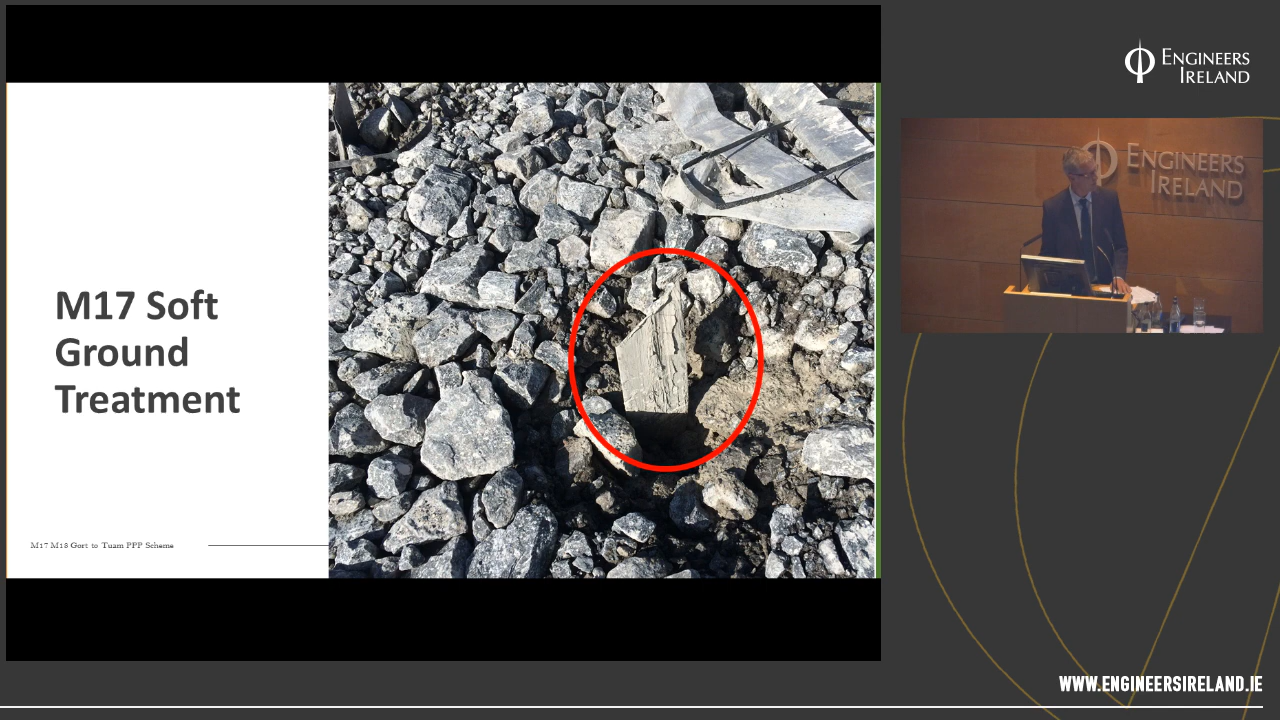 M17 Soft
Ground
Treatment
M17 M18 Gort to Tuam PPP Scheme
ENGINEERS
IRELAND
ENGINEERS
IRELAND
WWW.ENGINEERSIRELAND.IE